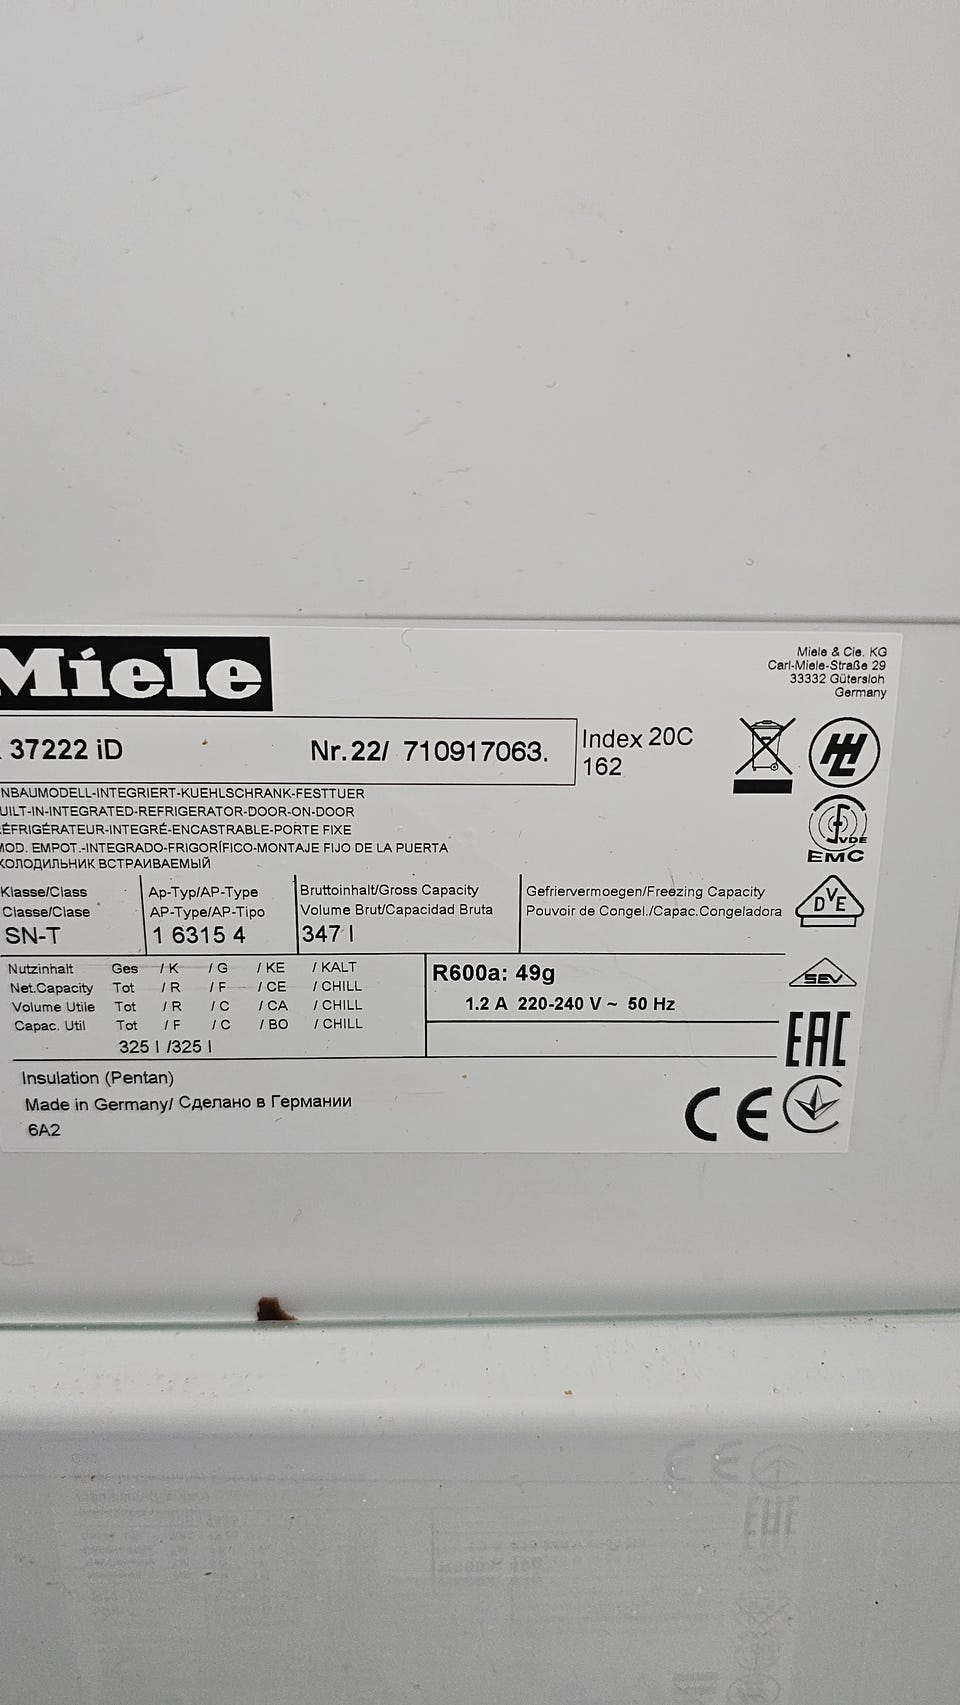 Miele
Miele & Cie. KG
Carl-Miele-Straße 29
33332 Gütersloh
Germany
37222 iD Nr.22/ 710917063.
Index 20C
162
NBAUMODELL-INTEGRIERT-KUEHLSCHRANK-FESTTUER
UILT-IN-INTEGRATED-REFRIGERATOR-DOOR-ON-DOOR
ÉFRIGÉRATEUR-INTEGRÉ-ENCASTRABLE-PORTE FIXE
MOD. EMPOT.-INTEGRADO-FRIGORÍFICO-MONTAJE FIJO DE LA PUERTA
ХОЛОДИЛЬНИК ВСТРАИВАЕМЫЙ
VDE
EMC
Klasse/Class
Classe/Clase
SN-T
Ap-Typ/AP-Type
AP-Type/AP-Tipo
1 6315 4
Bruttoinhalt/Gross Capacity
Volume Brut/Capacidad Bruta
347 l
Gefriervermoegen/Freezing Capacity
Pouvoir de Congel./Capac.Congeladora
DVE
Nutzinhalt Ges / K / G / KE / KALT
Net.Capacity Tot / R / F / CE / CHILL
Volume Utile Tot / R / C / CA / CHILL
Capac. Util Tot / F / C / BO / CHILL
325 l /325 l
R600a: 49g
1.2 A 220-240 V ~ 50 Hz
SEV
EAC
Insulation (Pentan)
Made in Germany/ Сделано в Германии
6A2
CE